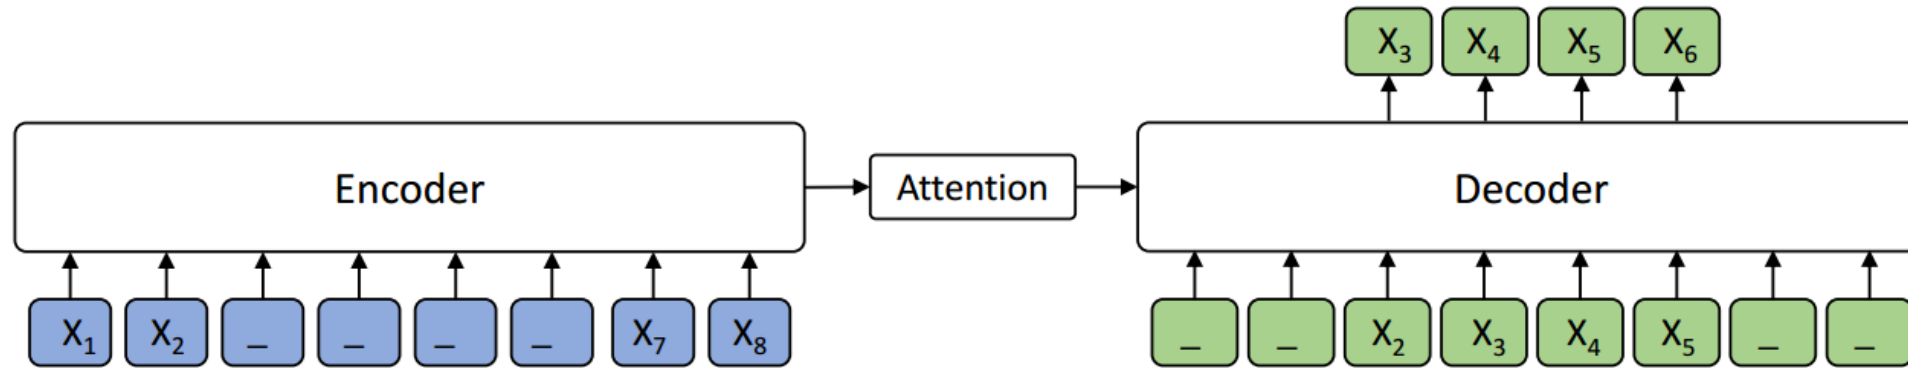 X₃ X₄ X₅ X₆
Encoder Attention Decoder
X₁ X₂ _ _ _ _ X₇ X₈ _ _ X₂ X₃ X₄ X₅ _ _